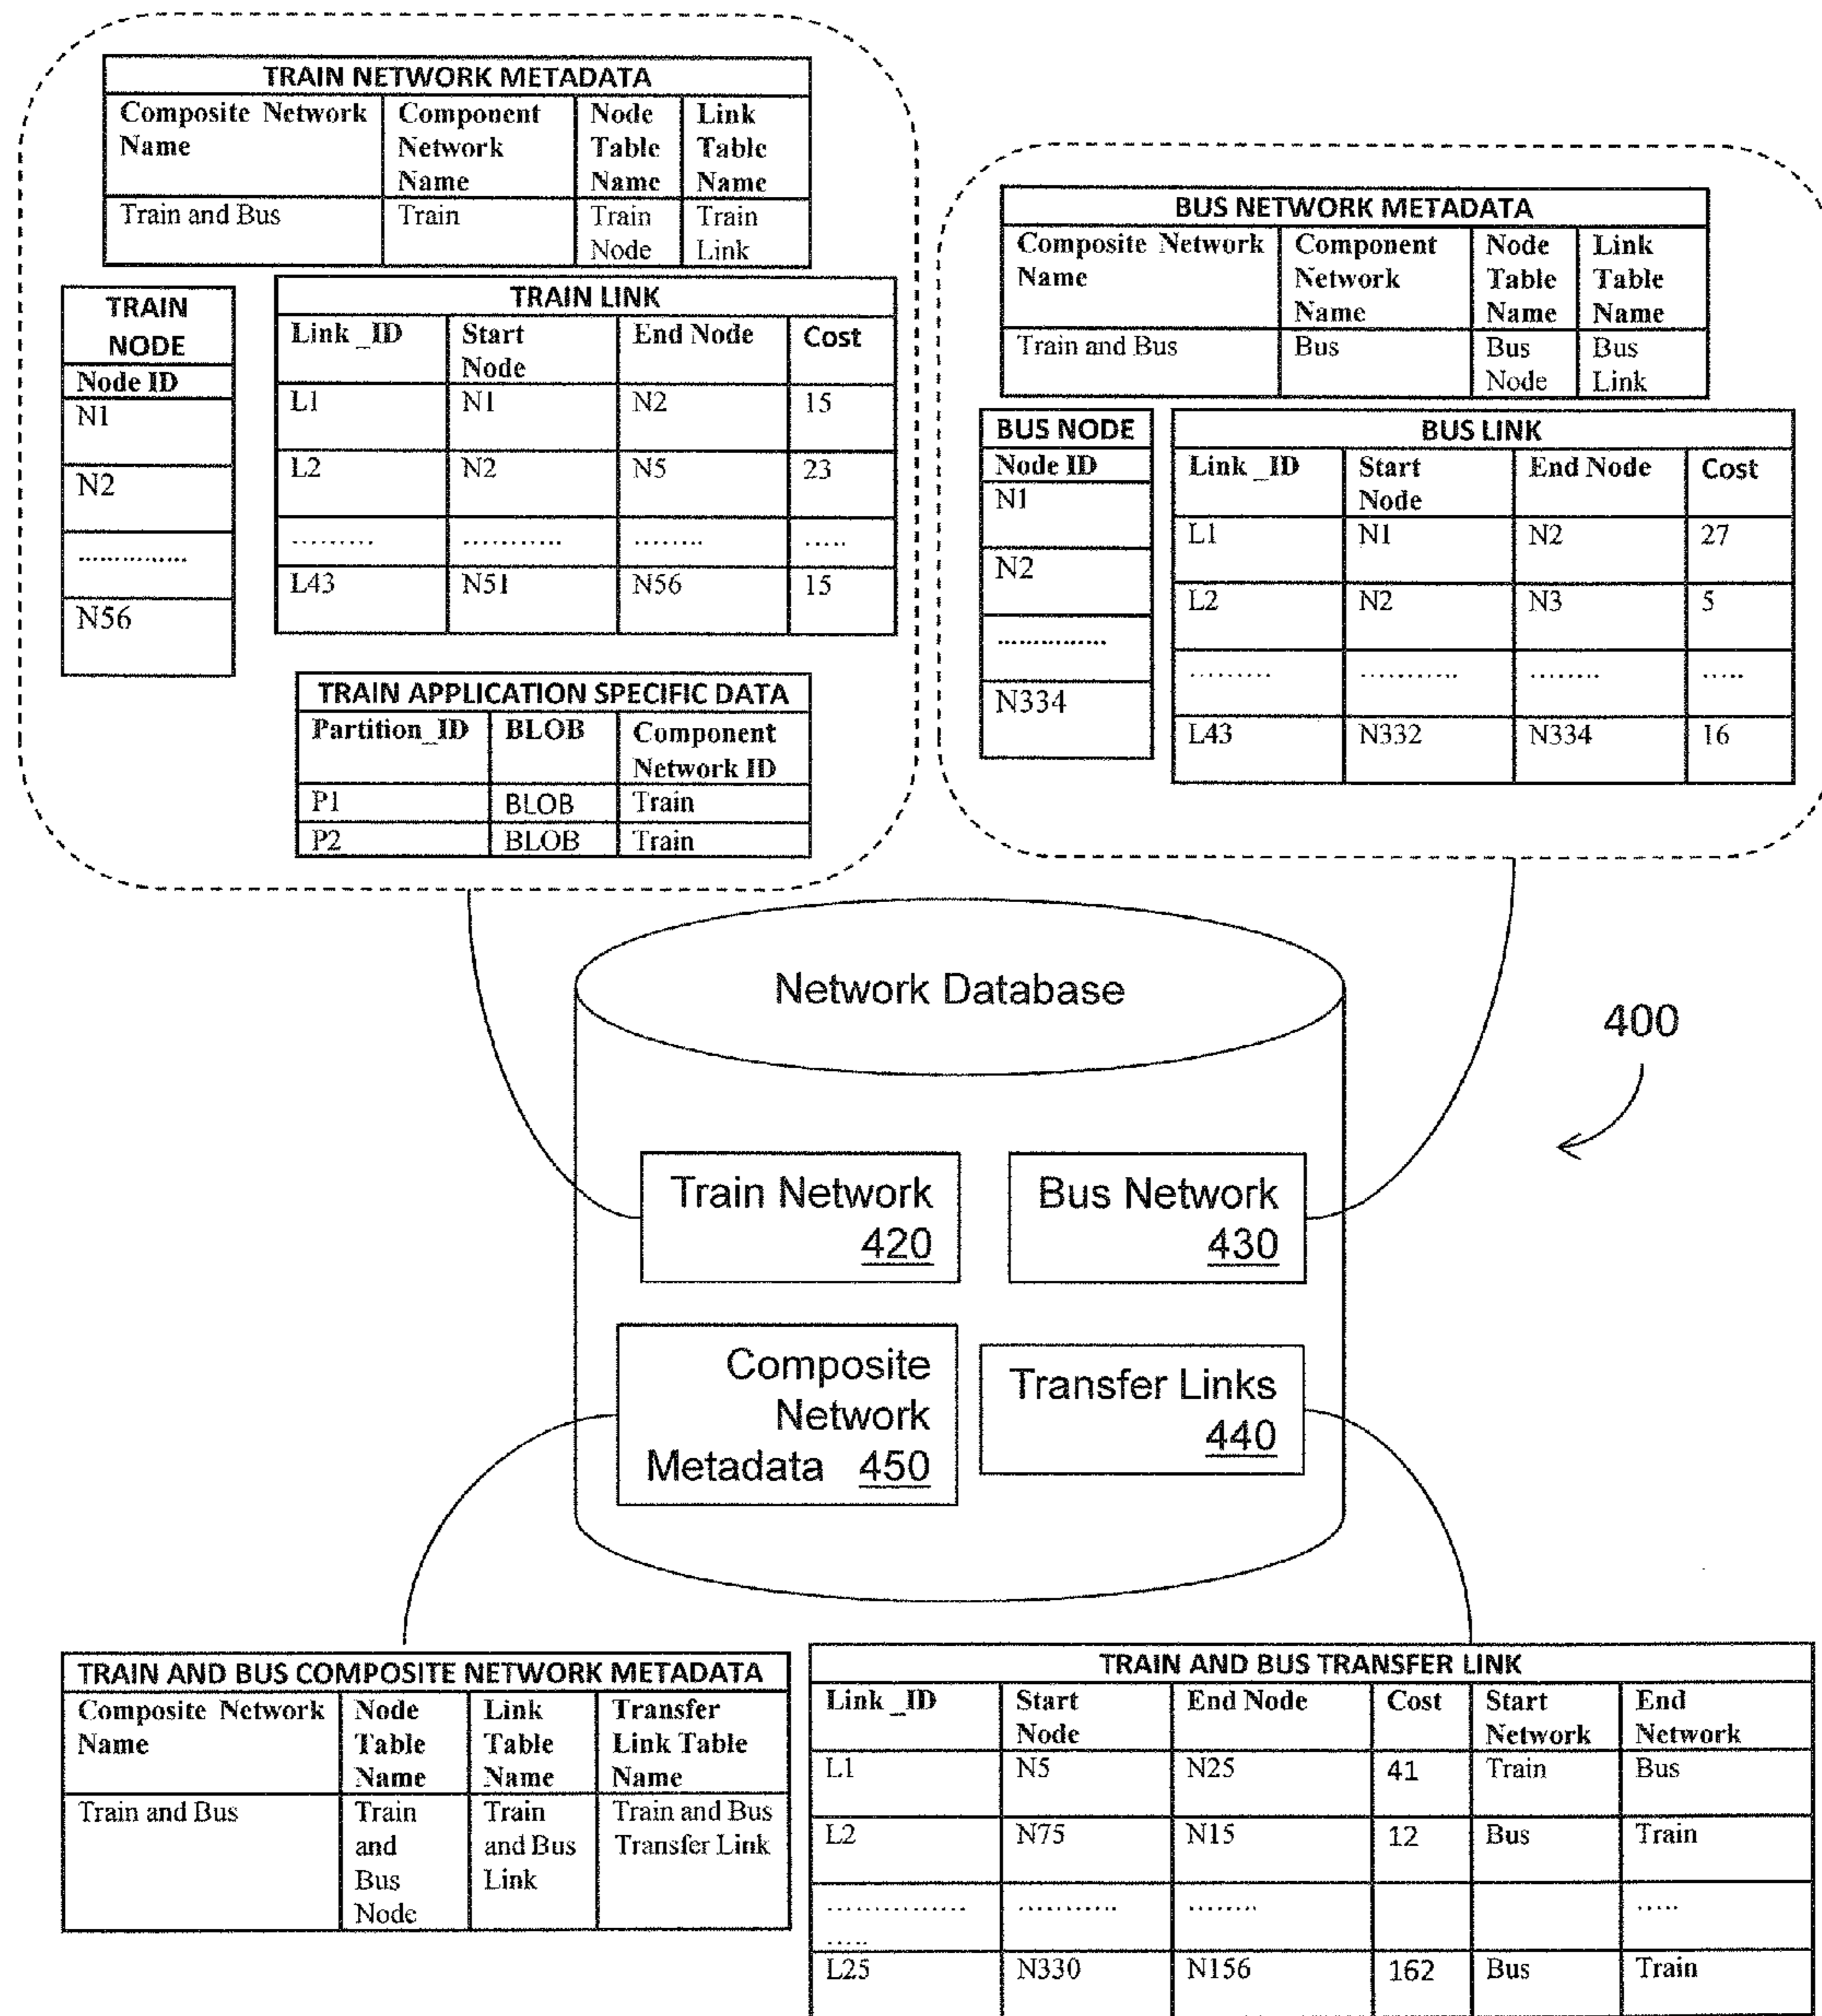 TRAIN NETWORK METADATA
Composite Network Name | Component Network Name | Node Table Name | Link Table Name
Train and Bus | Train | Train Node | Train Link
TRAIN NODE
Node ID
N1
N2
...............
N56
TRAIN LINK
Link _ID | Start Node | End Node | Cost
L1 | N1 | N2 | 15
L2 | N2 | N5 | 23
......... | ........... | ........ | .....
L43 | N51 | N56 | 15
TRAIN APPLICATION SPECIFIC DATA
Partition_ID | BLOB | Component Network ID
P1 | BLOB | Train
P2 | BLOB | Train
BUS NETWORK METADATA
Composite Network Name | Component Network Name | Node Table Name | Link Table Name
Train and Bus | Bus | Bus Node | Bus Link
BUS NODE
Node ID
N1
N2
...............
N334
BUS LINK
Link _ID | Start Node | End Node | Cost
L1 | N1 | N2 | 27
L2 | N2 | N3 | 5
......... | ........... | ........ | .....
L43 | N332 | N334 | 16
Network Database
400
Train Network
420
Bus Network
430
Composite
Network
Metadata 450
Transfer Links
440
TRAIN AND BUS COMPOSITE NETWORK METADATA
Composite Network Name | Node Table Name | Link Table Name | Transfer Link Table Name
Train and Bus | Train and Bus Node | Train and Bus Link | Train and Bus Transfer Link
TRAIN AND BUS TRANSFER LINK
Link _ID | Start Node | End Node | Cost | Start Network | End Network
L1 | N5 | N25 | 41 | Train | Bus
L2 | N75 | N15 | 12 | Bus | Train
............... ..... | ........... | ........ | | | .....
L25 | N330 | N156 | 162 | Bus | Train